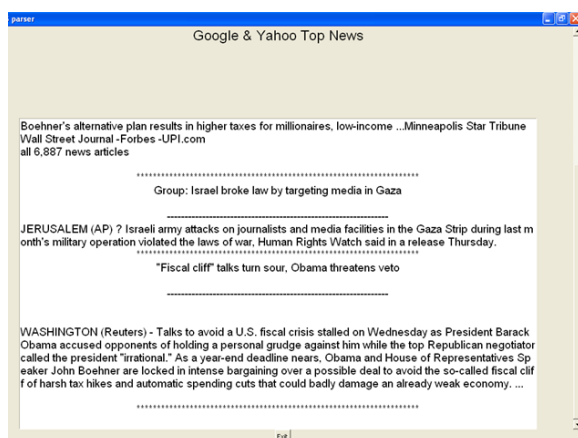 parser
Google & Yahoo Top News
Boehner's alternative plan results in higher taxes for millionaires, low-income ...Minneapolis Star Tribune
Wall Street Journal -Forbes -UPI.com
all 6,887 news articles
********************************************************************
Group: Israel broke law by targeting media in Gaza
------------------------------------------------------------
JERUSALEM (AP) ? Israeli army attacks on journalists and media facilities in the Gaza Strip during last m
onth's military operation violated the laws of war, Human Rights Watch said in a release Thursday.
********************************************************************
"Fiscal cliff" talks turn sour, Obama threatens veto
------------------------------------------------------------
WASHINGTON (Reuters) - Talks to avoid a U.S. fiscal crisis stalled on Wednesday as President Barack
Obama accused opponents of holding a personal grudge against him while the top Republican negotiator
called the president "irrational." As a year-end deadline nears, Obama and House of Representatives Sp
eaker John Boehner are locked in intense bargaining over a possible deal to avoid the so-called fiscal clif
f of harsh tax hikes and automatic spending cuts that could badly damage an already weak economy. ...
********************************************************************
Exit